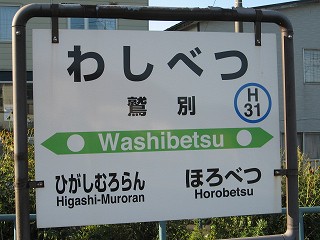 わしべつ
鷲別
H
31
Washibetsu
ひがしむろらん
Higashi-Muroran
ほろべつ
Horobetsu